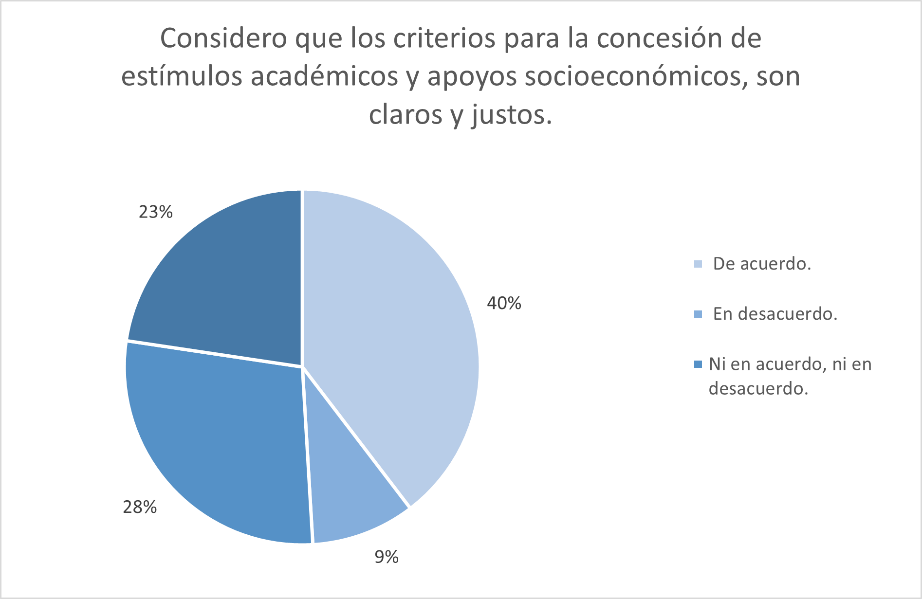 Considero que los criterios para la concesión de
estímulos académicos y apoyos socioeconómicos, son
claros y justos.
23%
40%
28%
9%
De acuerdo.
En desacuerdo.
Ni en acuerdo, ni en
desacuerdo.